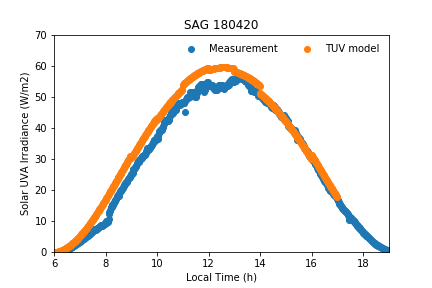 SAG 180420
Measurement TUV model
70
60
50
40
30
20
10
0
Solar UVA Irradiance (W/m2)
6 8 10 12 14 16 18
Local Time (h)